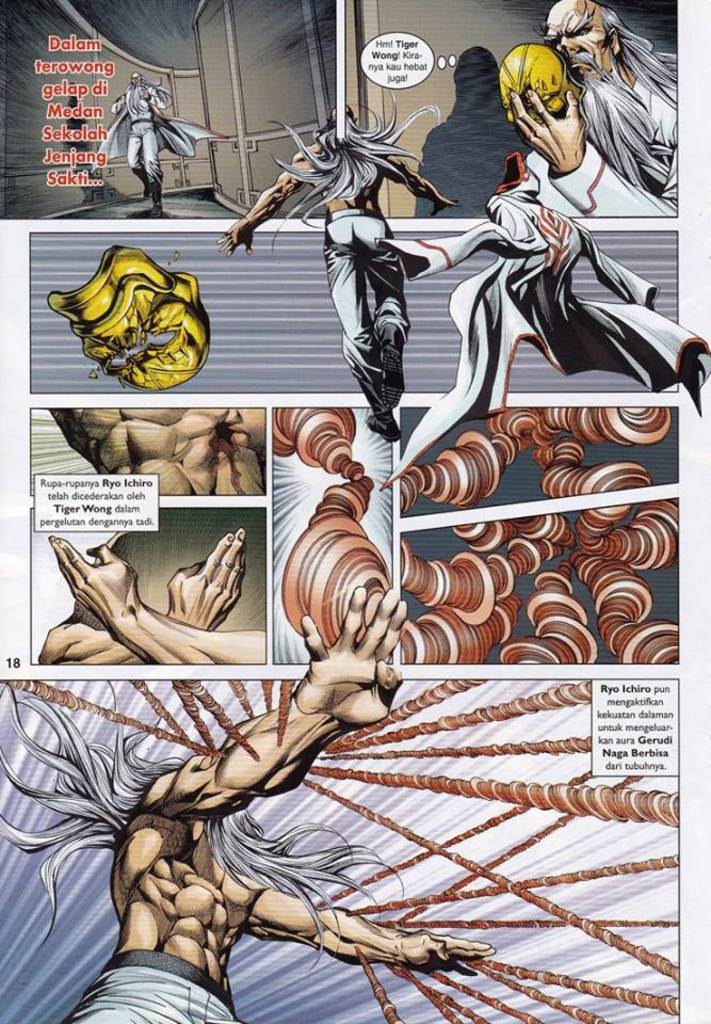 Dalam
terowong
gelap di
Medan
Sekolah
Jenjang
Sakti...
Hm! Tiger
Wong! Kira-
nya kau hebat
juga!
Rupa-rupanya Ryo Ichiro
telah dicederakan oleh
Tiger Wong dalam
pergelutan dengannya tadi.
18
Ryo Ichiro pun
mengaktifkan
kekuatan dalaman
dan mengeluar-
kan aura Gerudi
Naga Berbisa
dari tubuhnya.